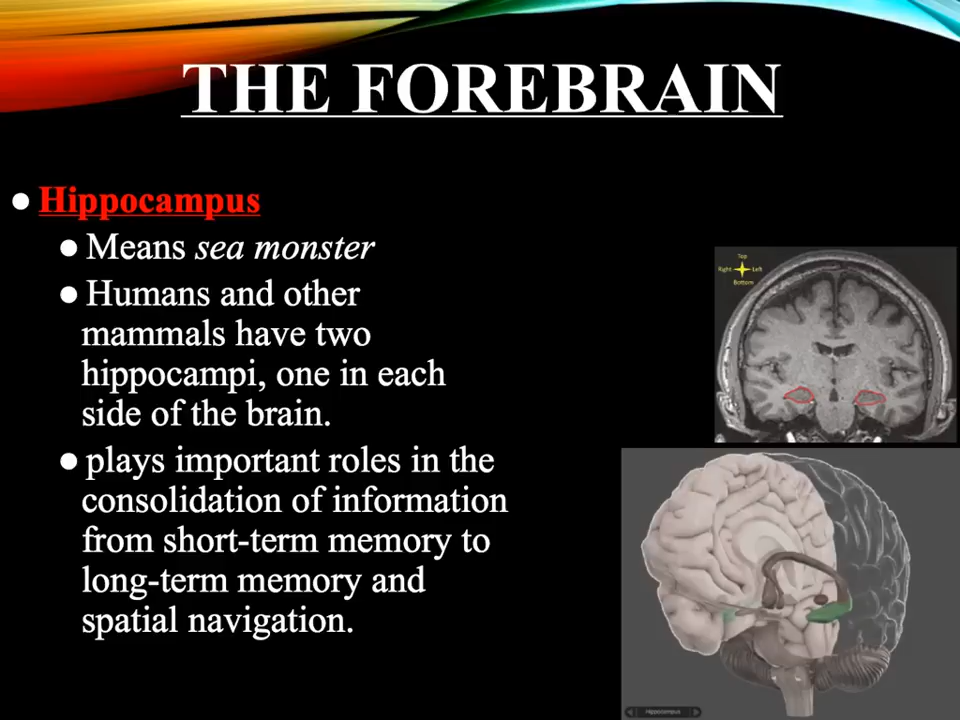 THE FOREBRAIN
● Hippocampus
● Means sea monster
● Humans and other
mammals have two
hippocampi, one in each
side of the brain.
● plays important roles in the
consolidation of information
from short-term memory to
long-term memory and
spatial navigation.
Top
Right Left
Bottom
Hippocampus